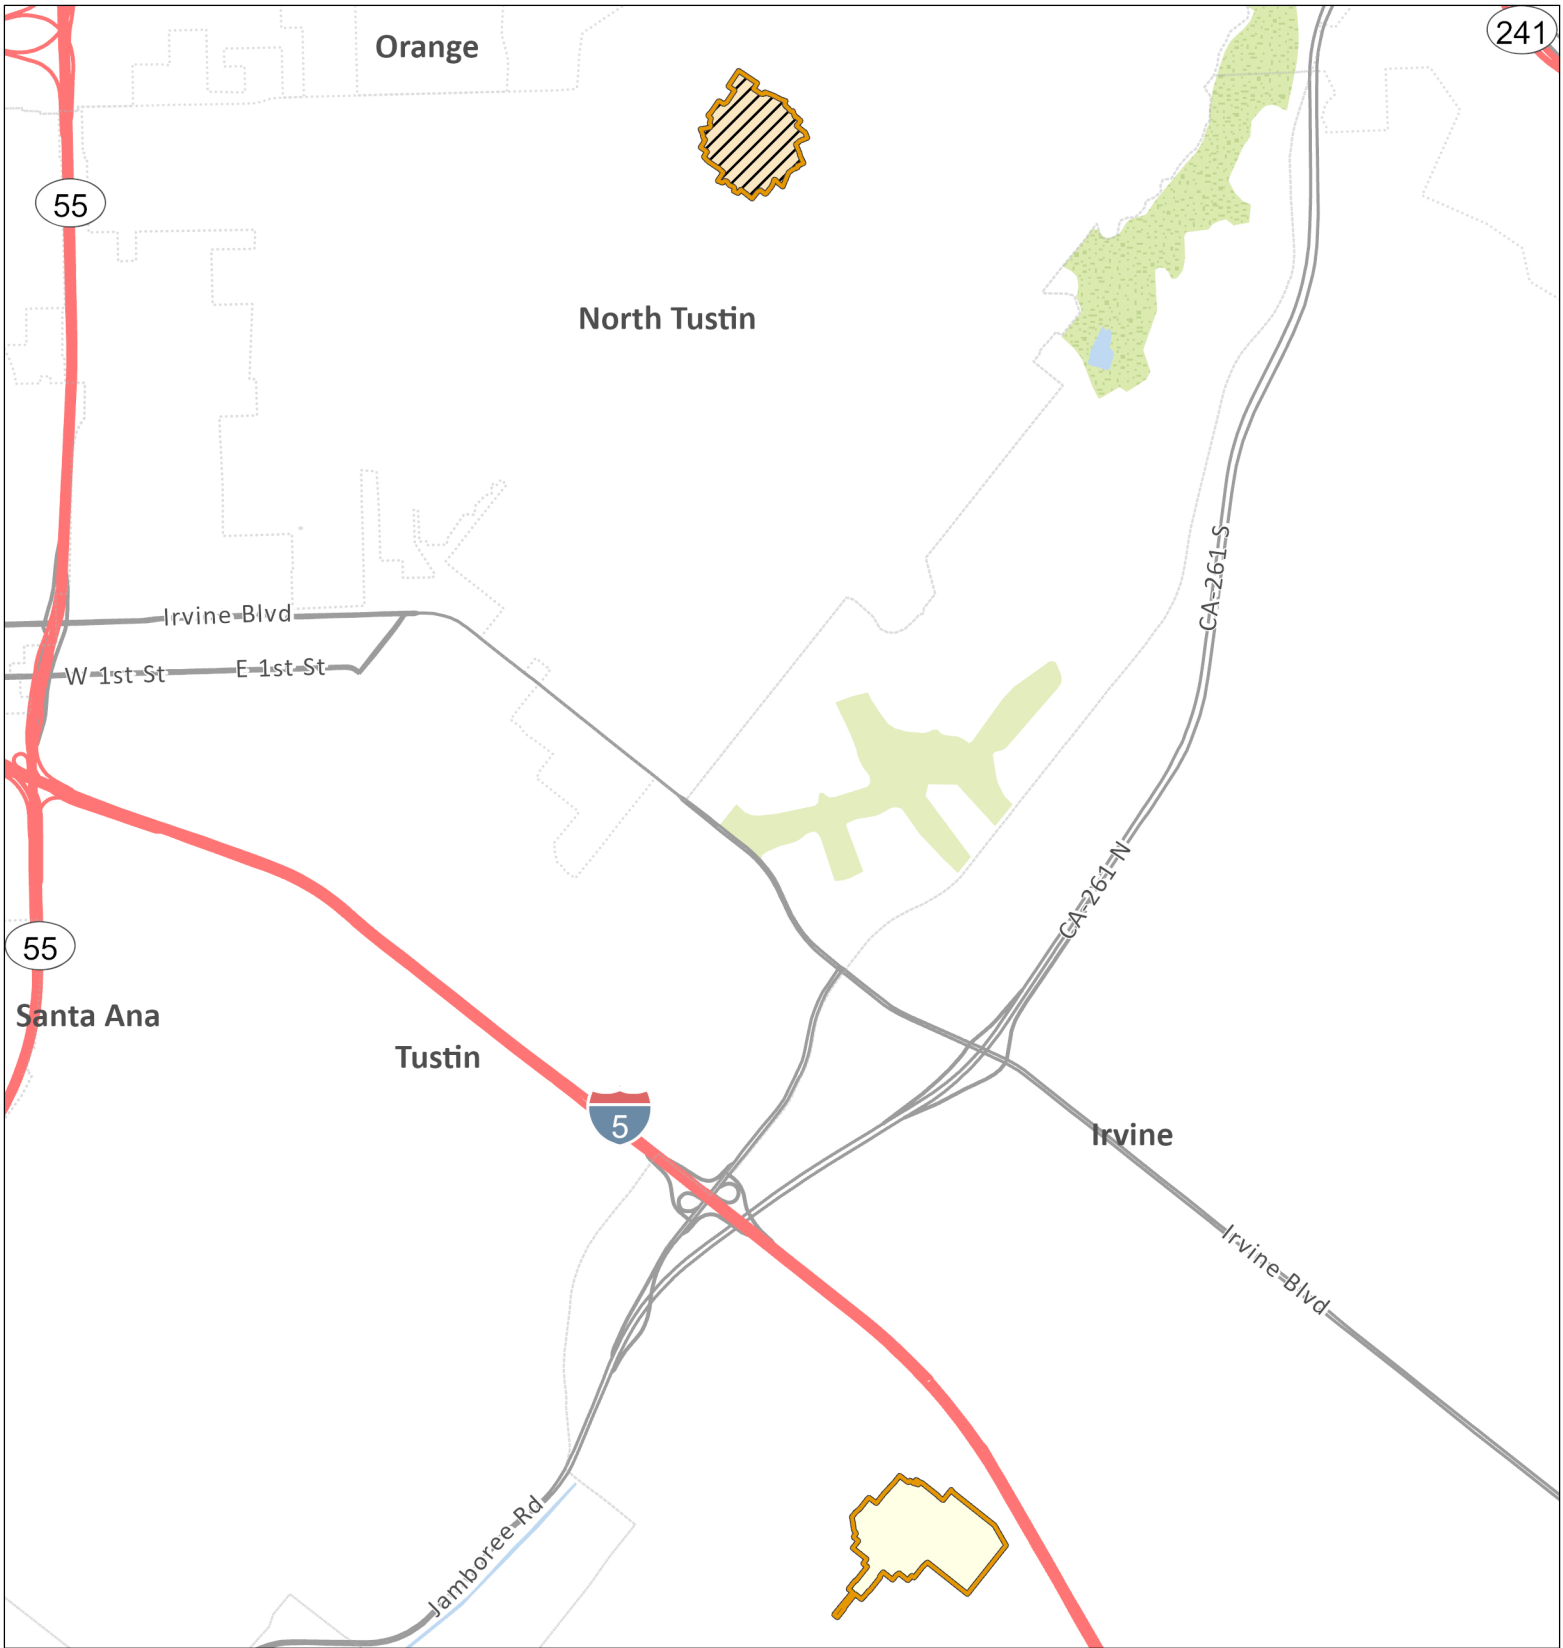 Orange
241
55
North Tustin
CA-261 S
Irvine Blvd
W 1st St
E 1st St
CA-261 N
55
Santa Ana
Tustin
5
Irvine
Irvine Blvd
Jamboree Rd